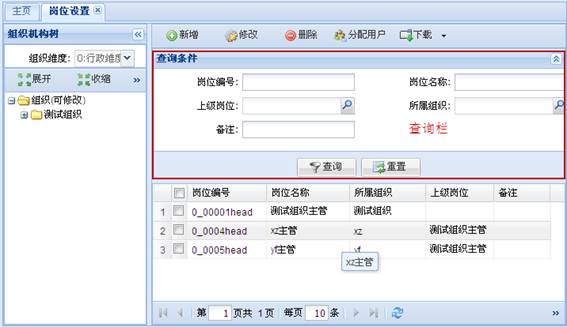 主页 岗位设置
组织机构树
组织维度: 0:行政维度
展开 收缩
组织(可修改)
测试组织
新增 修改 删除 分配用户 下载
查询条件
岗位编号: 岗位名称:
上级岗位: 所属组织:
备注: 查询栏
查询 重置
岗位编号 岗位名称 所属组织 上级岗位 备注
1 0_00001head 测试组织主管 测试组织
2 0_0004head xz主管 xz 测试组织主管
3 0_0005head yf主管 yf 测试组织主管
xz主管
第 1 页共 1 页 每页 10 条